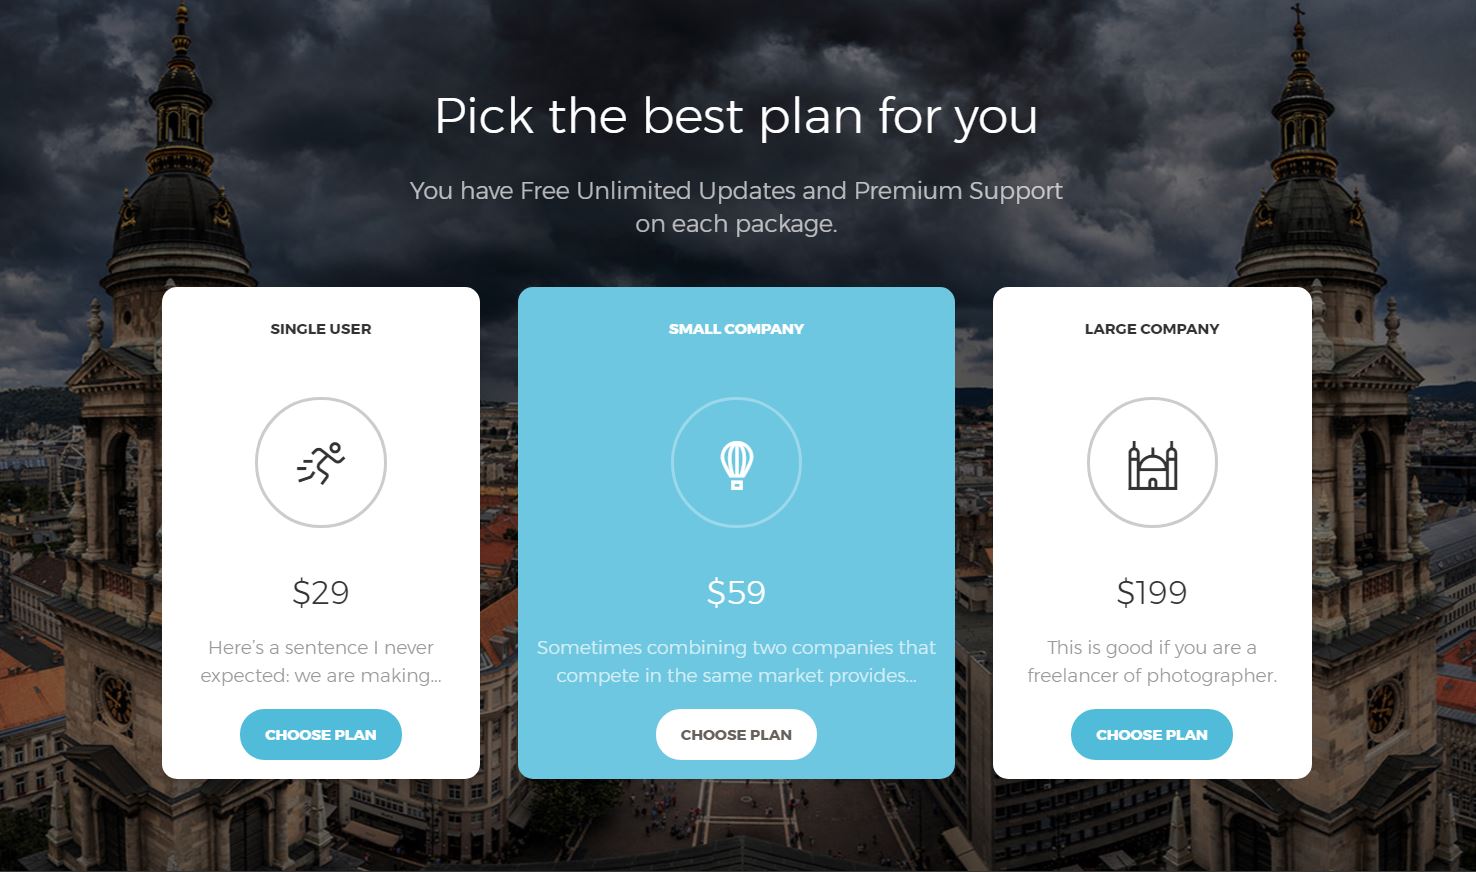 Pick the best plan for you
You have Free Unlimited Updates and Premium Support
on each package.
SINGLE USER
$29
Here's a sentence I never
expected: we are making...
CHOOSE PLAN
SMALL COMPANY
$59
Sometimes combining two companies that
compete in the same market provides...
CHOOSE PLAN
LARGE COMPANY
$199
This is good if you are a
freelancer of photographer.
CHOOSE PLAN